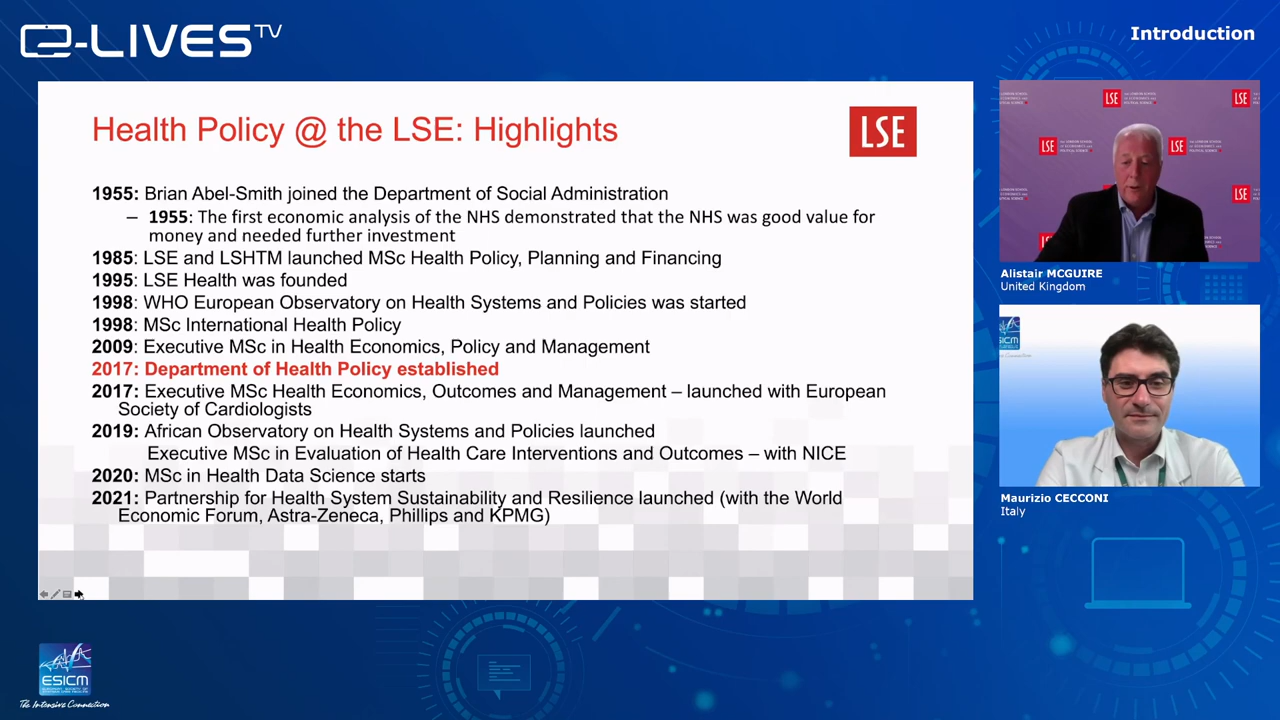 e-LIVES TV
Introduction
Health Policy @ the LSE: Highlights
LSE
1955: Brian Abel-Smith joined the Department of Social Administration
– 1955: The first economic analysis of the NHS demonstrated that the NHS was good value for
money and needed further investment
1985: LSE and LSHTM launched MSc Health Policy, Planning and Financing
1995: LSE Health was founded
1998: WHO European Observatory on Health Systems and Policies was started
1998: MSc International Health Policy
2009: Executive MSc in Health Economics, Policy and Management
2017: Department of Health Policy established
2017: Executive MSc Health Economics, Outcomes and Management – launched with European
Society of Cardiologists
2019: African Observatory on Health Systems and Policies launched
Executive MSc in Evaluation of Health Care Interventions and Outcomes – with NICE
2020: MSc in Health Data Science starts
2021: Partnership for Health System Sustainability and Resilience launched (with the World
Economic Forum, Astra-Zeneca, Phillips and KPMG)
LSE
LSE
LSE
LSE
LSE
Alistair MCGUIRE
United Kingdom
Maurizio CECCONI
Italy
ESICM
The Intensive Connection